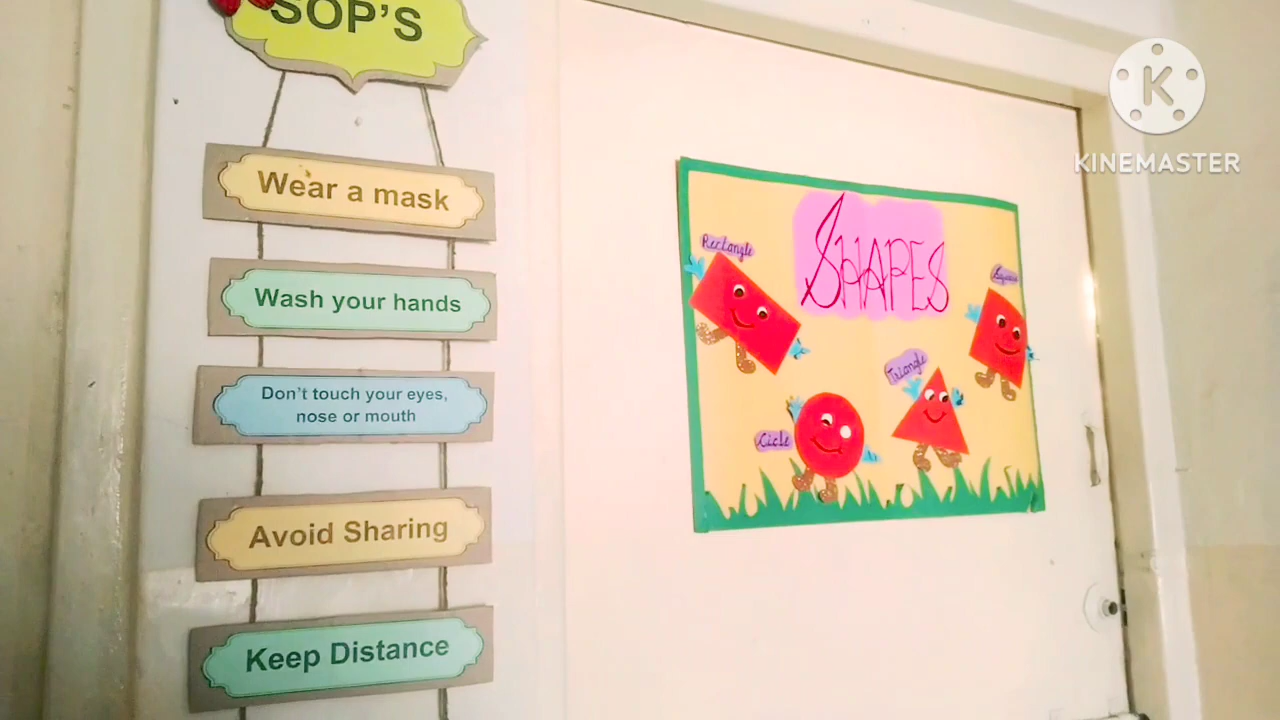 SOP'S
Wear a mask
Wash your hands
Don't touch your eyes,
nose or mouth
Avoid Sharing
Keep Distance
SHAPES
Rectangle
Square
Triangle
Cicle
K
KINEMASTER